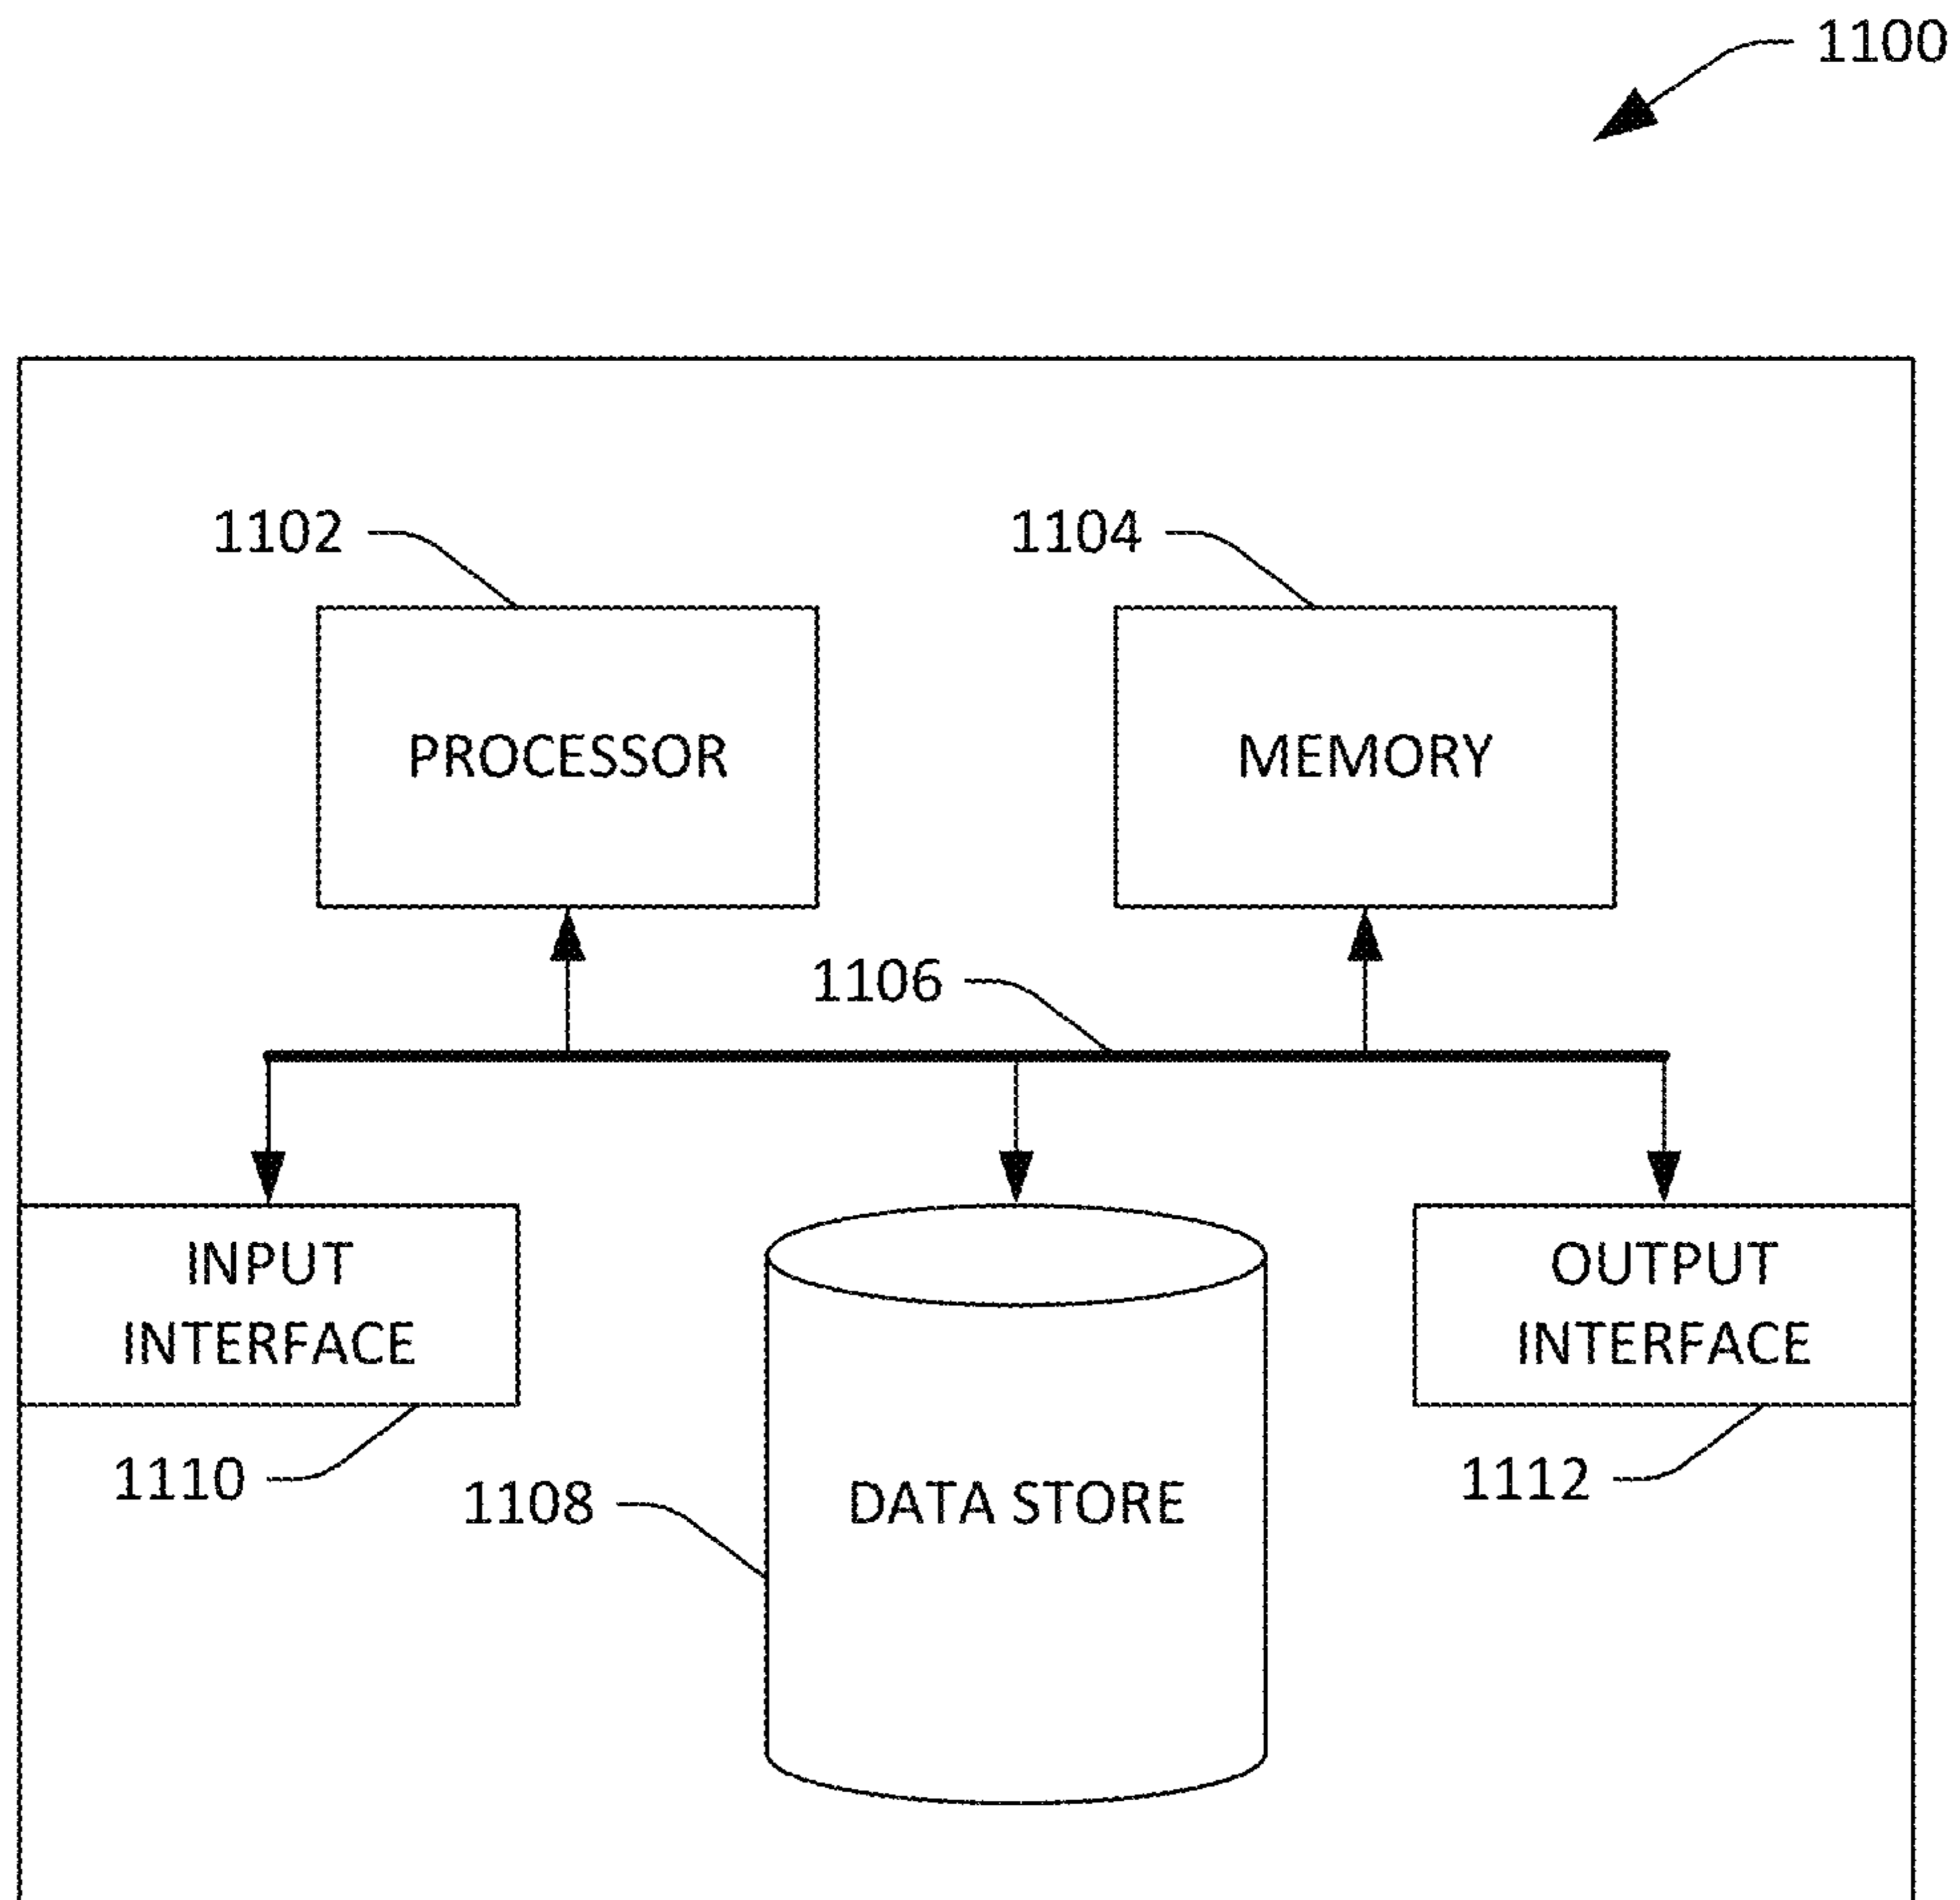 1100
1102
1104
PROCESSOR
MEMORY
1106
INPUT
INTERFACE
OUTPUT
INTERFACE
1110
1108
DATA STORE
1112